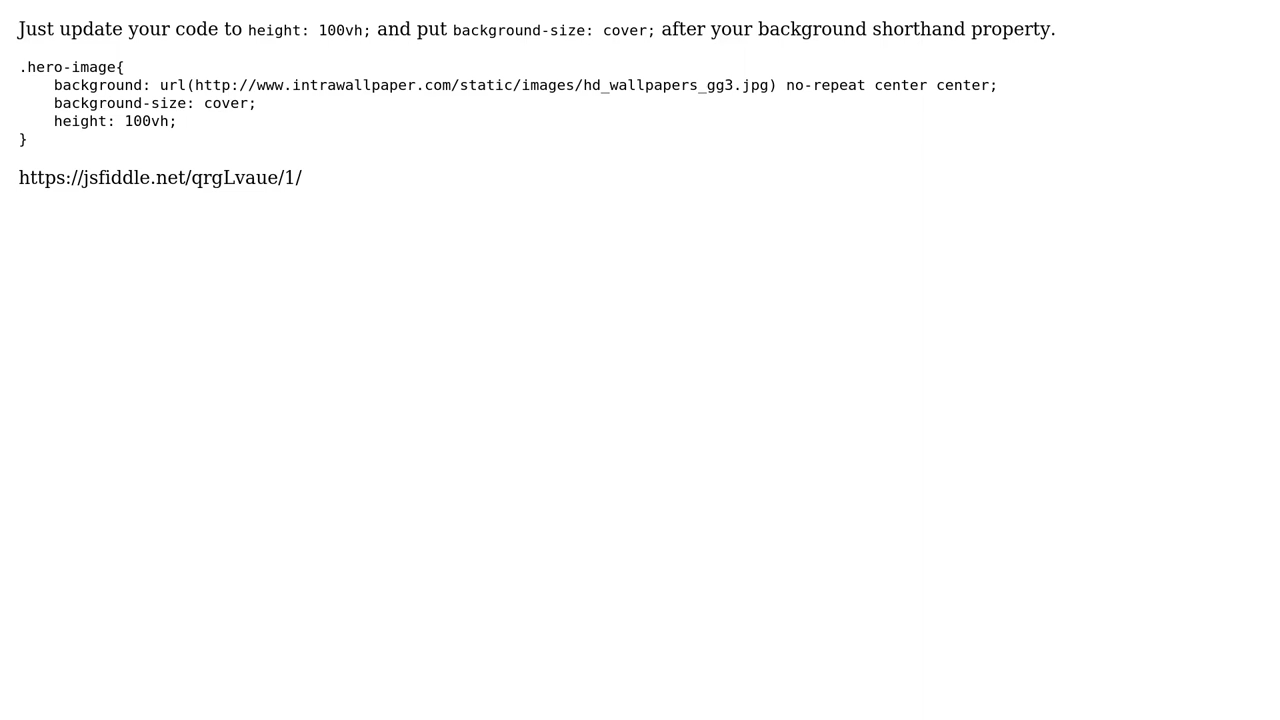 Just update your code to height: 100vh; and put background-size: cover; after your background shorthand property.
.hero-image{
    background: url(http://www.intrawallpaper.com/static/images/hd_wallpapers_gg3.jpg) no-repeat center center;
    background-size: cover;
    height: 100vh;
}
https://jsfiddle.net/qrgLvaue/1/